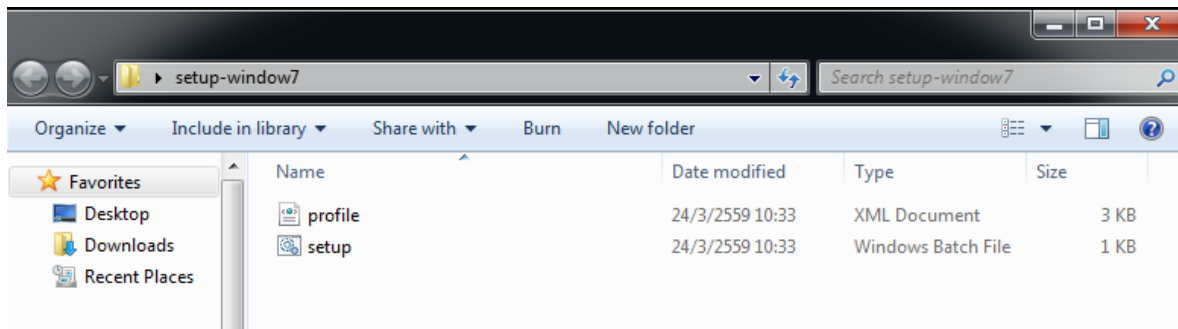 setup-window7 Search setup-window7
Organize Include in library Share with Burn New folder
Favorites
Desktop
Downloads
Recent Places
Name Date modified Type Size
profile 24/3/2559 10:33 XML Document 3 KB
setup 24/3/2559 10:33 Windows Batch File 1 KB